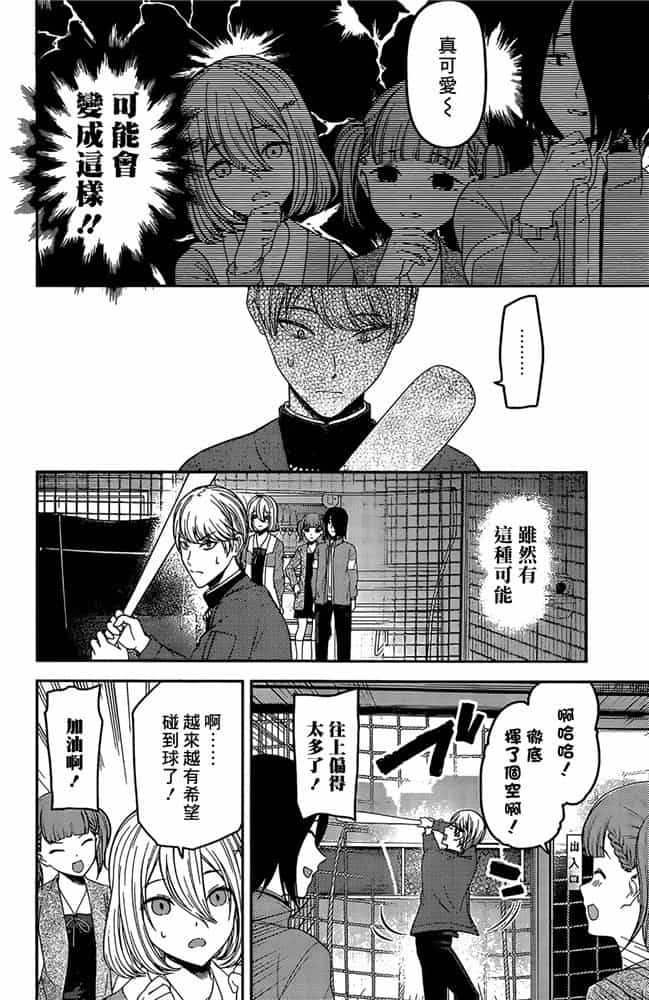 真可愛～
可能會
變成這樣!!
………
雖然有
這種可能
啊哈哈！
徹底
揮了個空啊！
出入口
往上偏得
太多了！
啊……
越來越有希望
碰到球了！
加油啊！